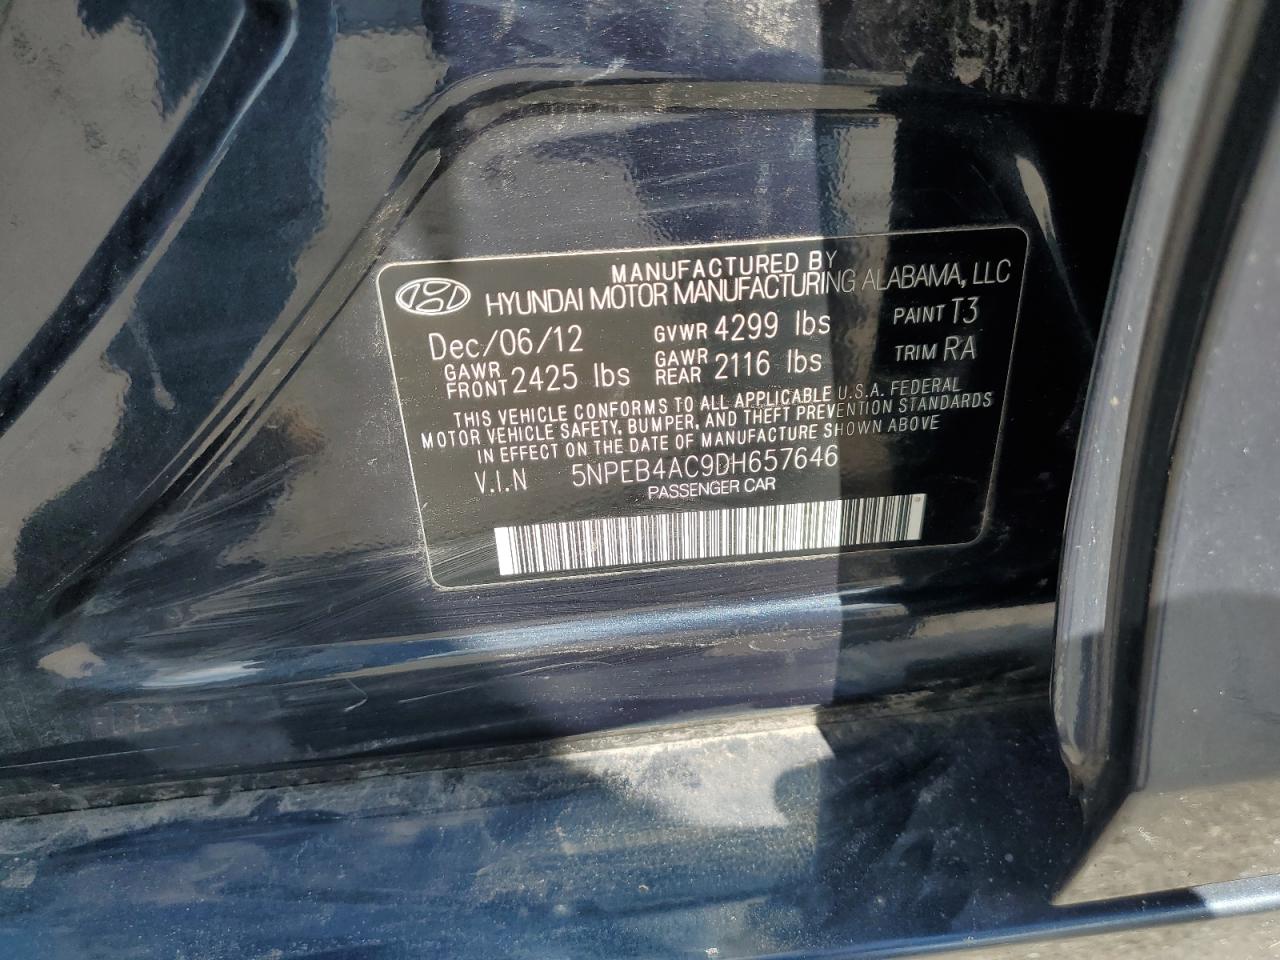 MANUFACTURED BY
HYUNDAI MOTOR MANUFACTURING ALABAMA, LLC
Dec/06/12 GVWR 4299 lbs PAINT T3
GAWR FRONT 2425 lbs GAWR REAR 2116 lbs TRIM RA
THIS VEHICLE CONFORMS TO ALL APPLICABLE U.S.A. FEDERAL
MOTOR VEHICLE SAFETY, BUMPER, AND THEFT PREVENTION STANDARDS
IN EFFECT ON THE DATE OF MANUFACTURE SHOWN ABOVE
V.I.N 5NPEB4AC9DH657646
PASSENGER CAR